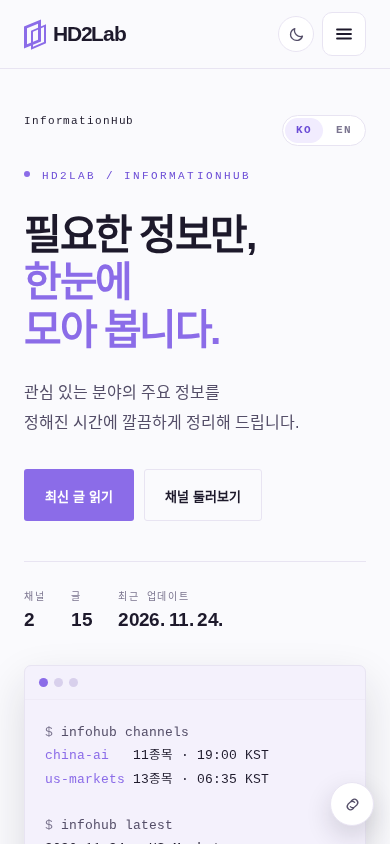 HD2Lab
InformationHub
KO EN
HD2LAB / INFORMATIONHUB
필요한 정보만,
한눈에
모아 봅니다.
관심 있는 분야의 주요 정보를
정해진 시간에 깔끔하게 정리해 드립니다.
최신 글 읽기 채널 둘러보기
채널 글 최근 업데이트
2 15 2026. 11. 24.
$ infohub channels
china-ai 11종목 · 19:00 KST
us-markets 13종목 · 06:35 KST
$ infohub latest